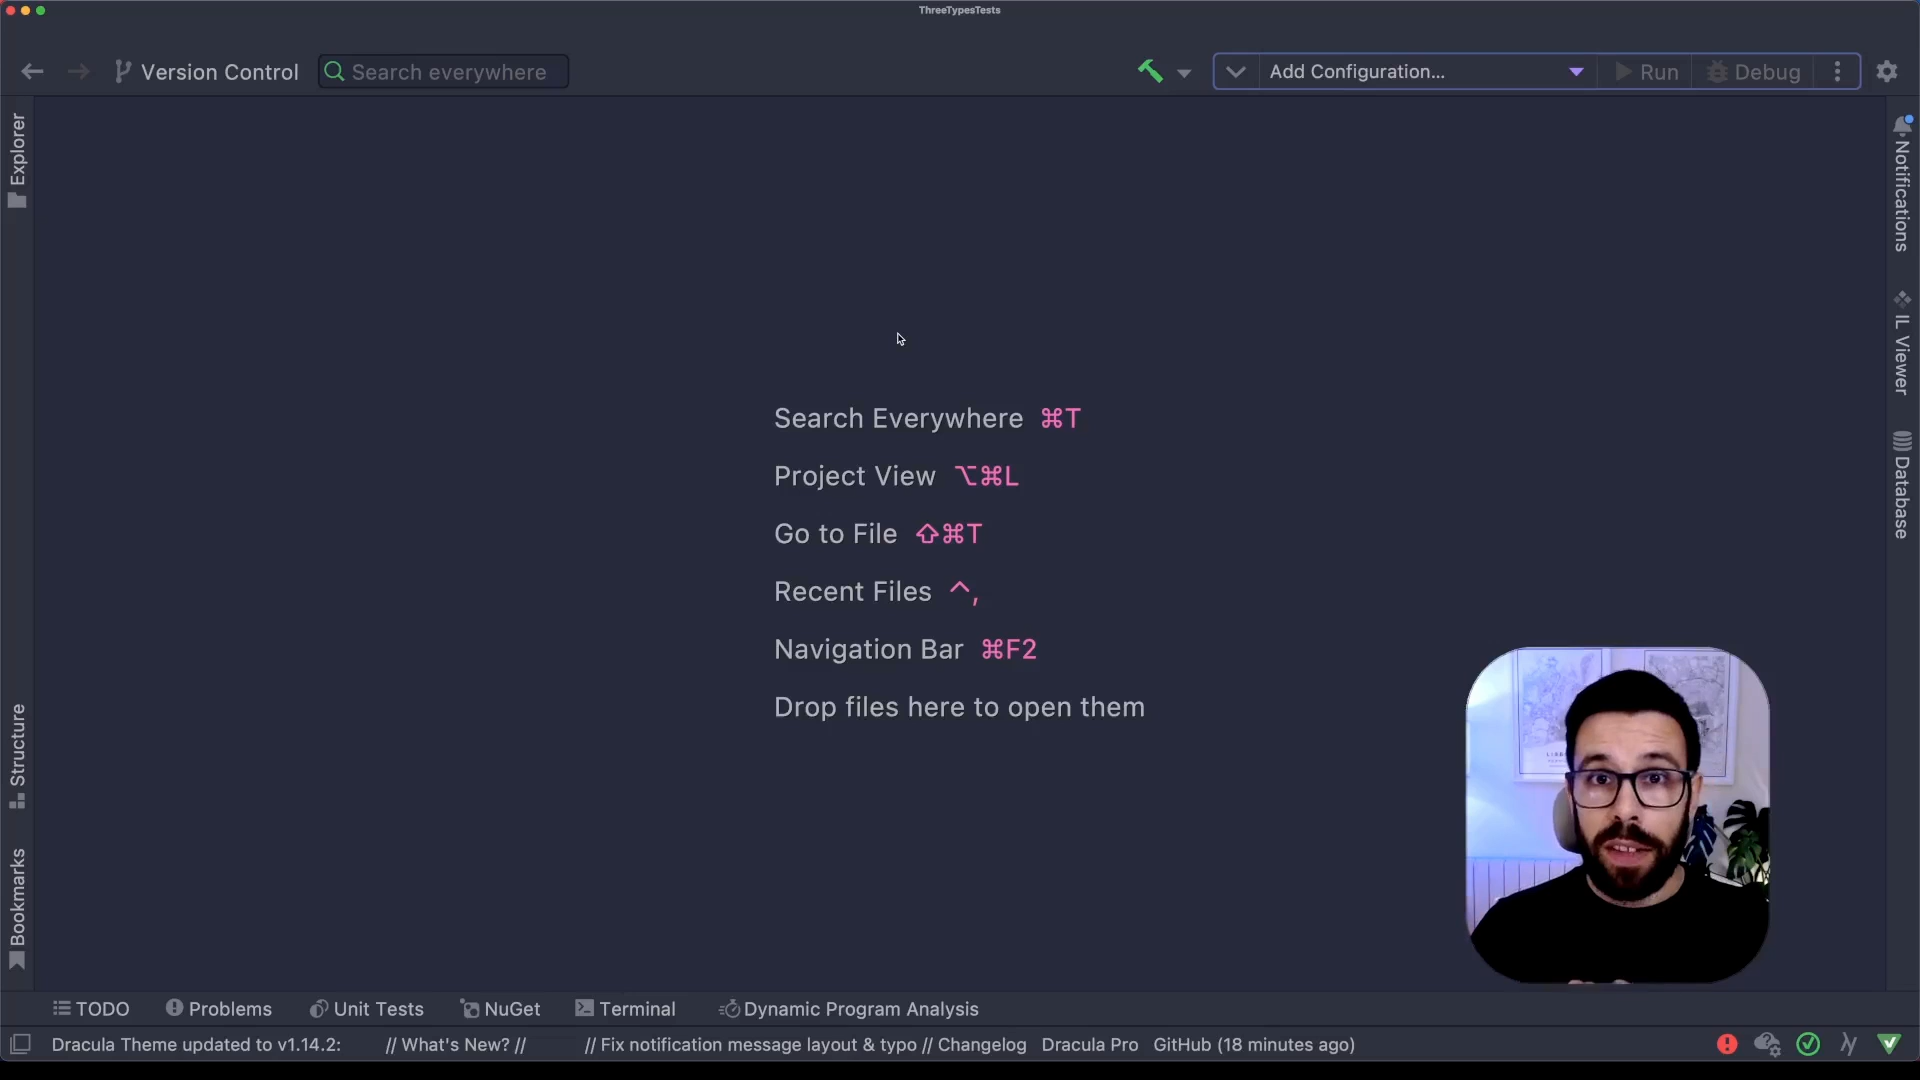 ThreeTypesTests
Version Control
Search everywhere
Add Configuration...
Run
Debug
Explorer
Structure
Bookmarks
Search Everywhere ⌘T
Project View ⌥⌘L
Go to File ⇧⌘T
Recent Files ^,
Navigation Bar ⌘F2
Drop files here to open them
Notifications
IL Viewer
Database
TODO
Problems
Unit Tests
NuGet
Terminal
Dynamic Program Analysis
Dracula Theme updated to v1.14.2: // What's New? // // Fix notification message layout & typo // Changelog Dracula Pro GitHub (18 minutes ago)